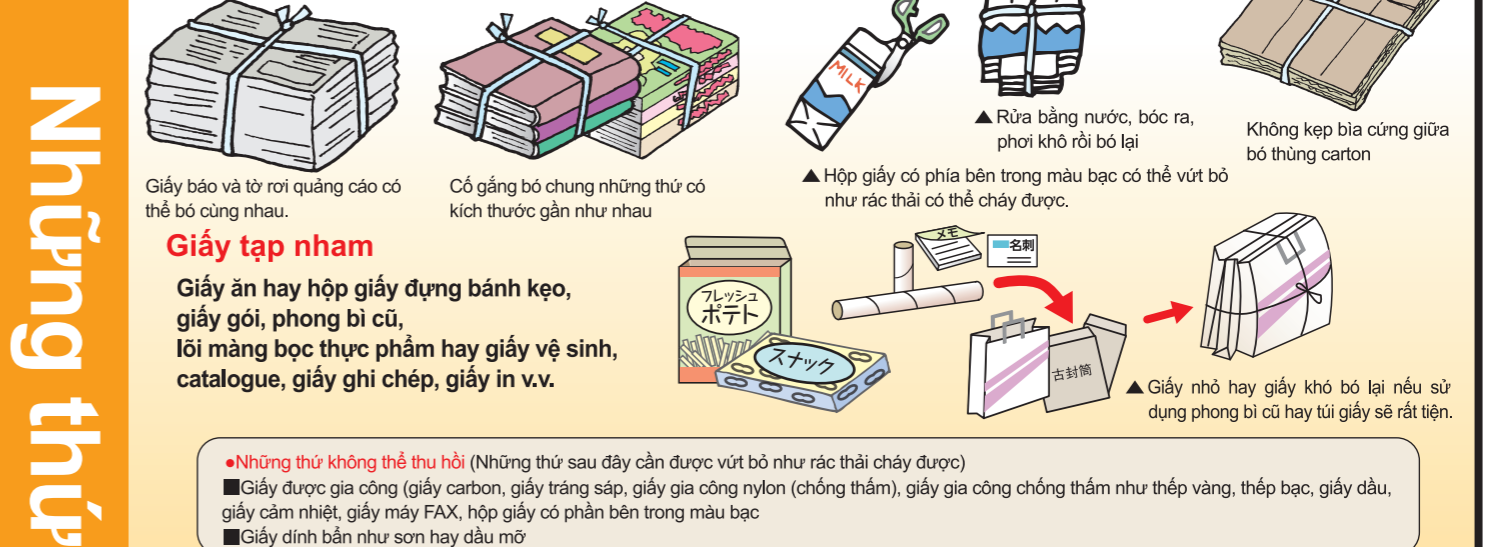 Những thứ
MILK
▲ Rửa bằng nước, bóc ra,
phơi khô rồi bó lại
Không kẹp bìa cứng giữa
bó thùng carton
Giấy báo và tờ rơi quảng cáo có
thể bó cùng nhau.
Cố gắng bó chung những thứ có
kích thước gần như nhau
▲ Hộp giấy có phía bên trong màu bạc có thể vứt bỏ
như rác thải có thể cháy được.
Giấy tạp nham
Giấy ăn hay hộp giấy đựng bánh kẹo,
giấy gói, phong bì cũ,
lõi màng bọc thực phẩm hay giấy vệ sinh,
catalogue, giấy ghi chép, giấy in v.v.
フレッシュ
ポテト
スナック
メモ
名刺
古封筒
▲ Giấy nhỏ hay giấy khó bó lại nếu sử
dụng phong bì cũ hay túi giấy sẽ rất tiện.
●Những thứ không thể thu hồi (Những thứ sau đây cần được vứt bỏ như rác thải cháy được)
■Giấy được gia công (giấy carbon, giấy tráng sáp, giấy gia công nylon (chống thấm), giấy gia công chống thấm như thếp vàng, thếp bạc, giấy dầu,
giấy cảm nhiệt, giấy máy FAX, hộp giấy có phần bên trong màu bạc
■Giấy dính bẩn như sơn hay dầu mỡ